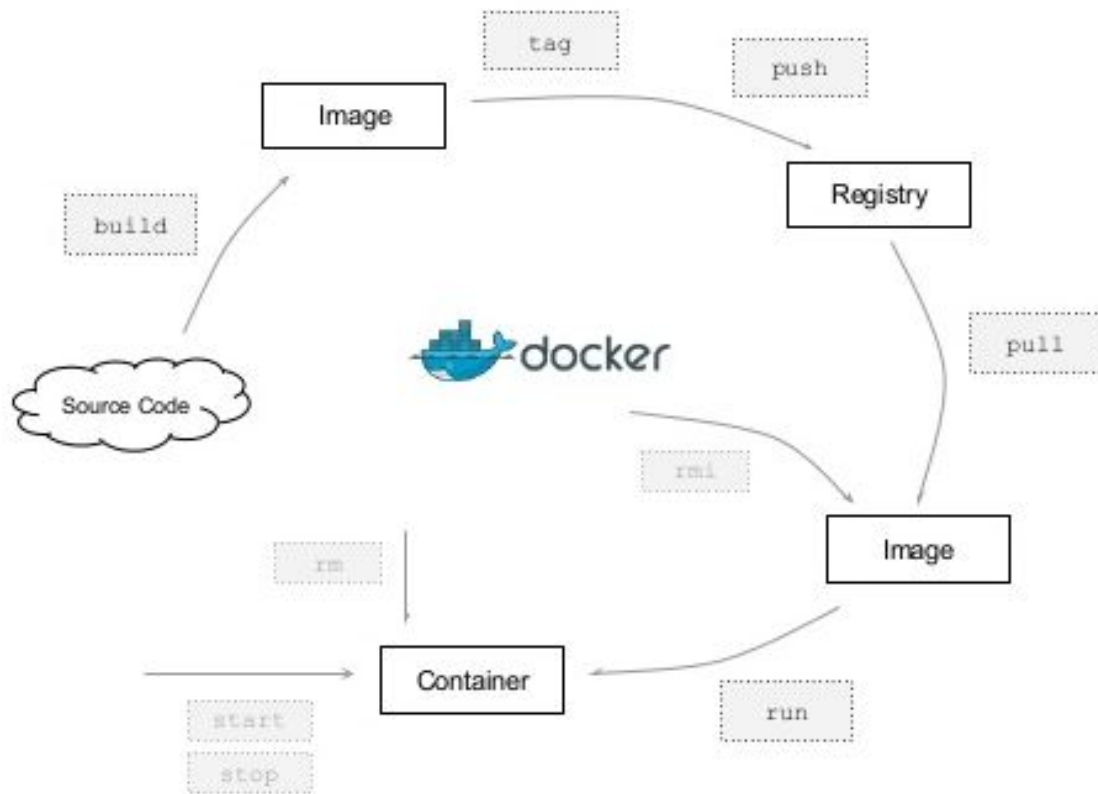 tag
push
Image
Registry
build
pull
docker
Source Code
rmi
Image
rm
Container
run
start
stop